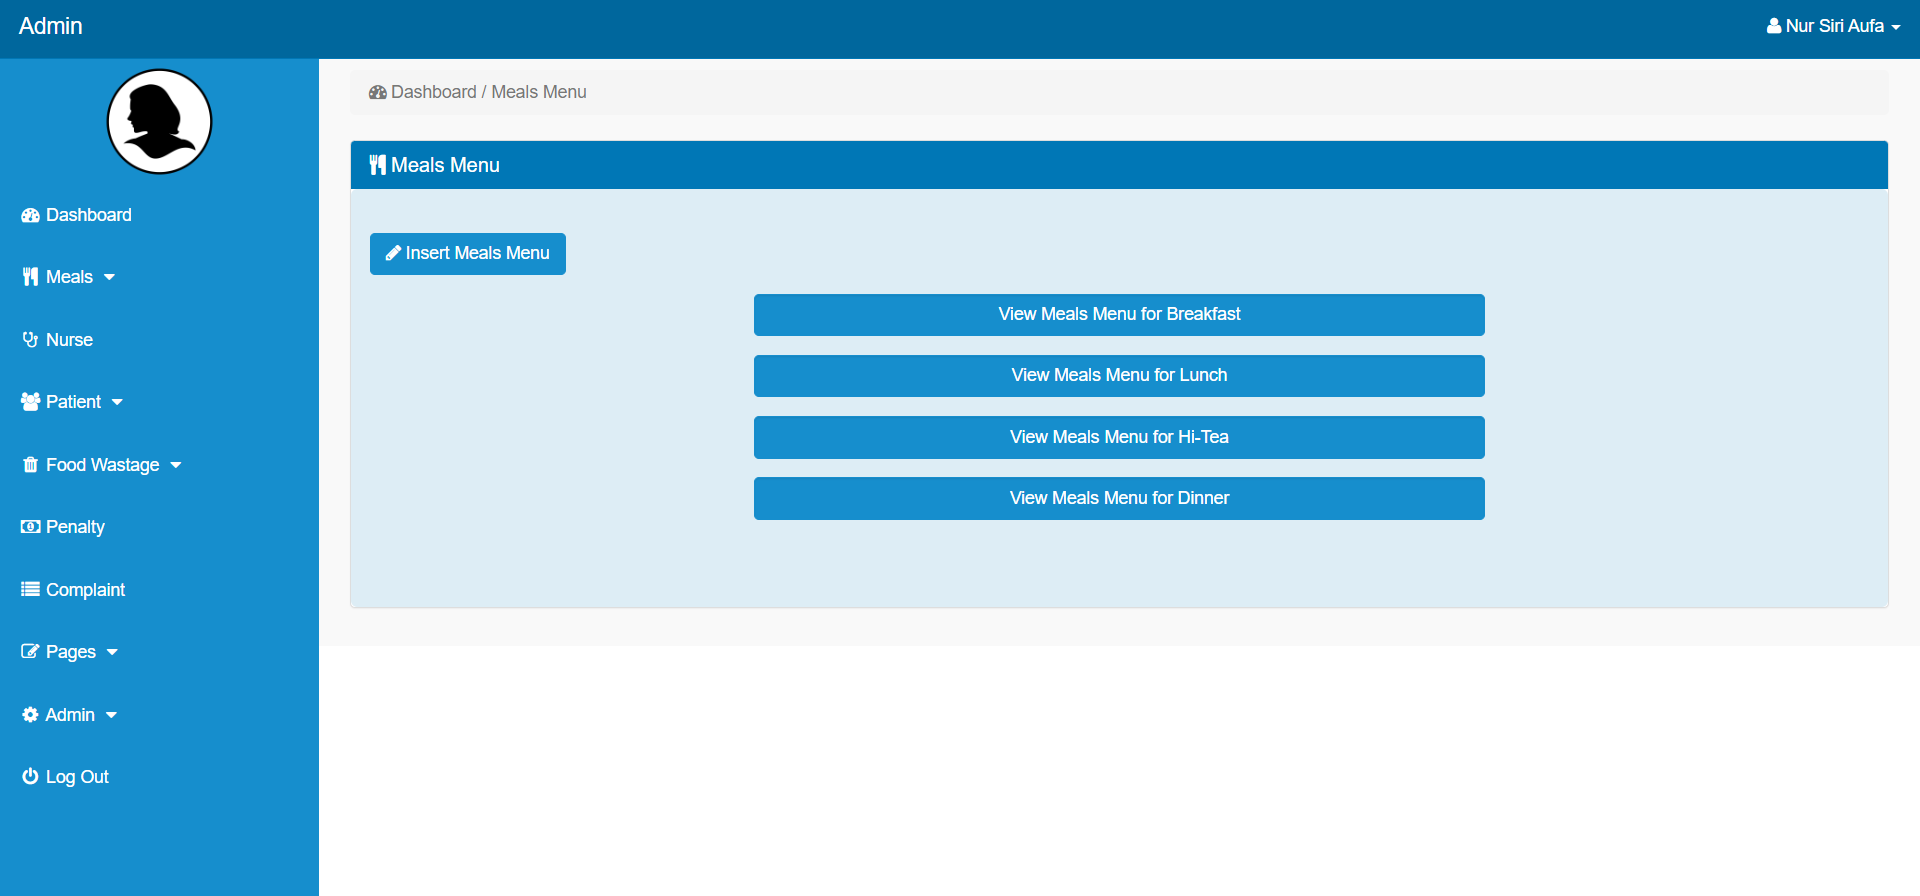 Admin
Nur Siri Aufa
Dashboard / Meals Menu
Dashboard
Meals
Nurse
Patient
Food Wastage
Penalty
Complaint
Pages
Admin
Log Out
Meals Menu
Insert Meals Menu
View Meals Menu for Breakfast
View Meals Menu for Lunch
View Meals Menu for Hi-Tea
View Meals Menu for Dinner